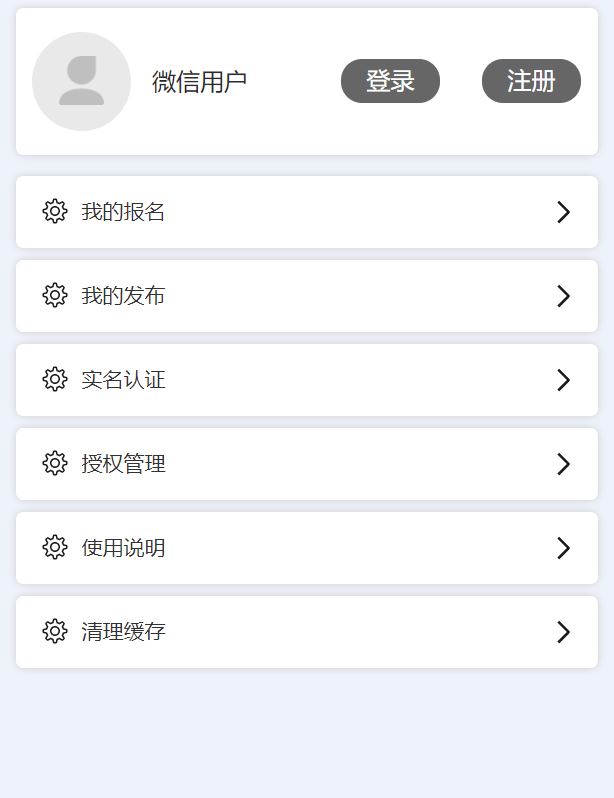 微信用户
登录
注册
我的报名
我的发布
实名认证
授权管理
使用说明
清理缓存